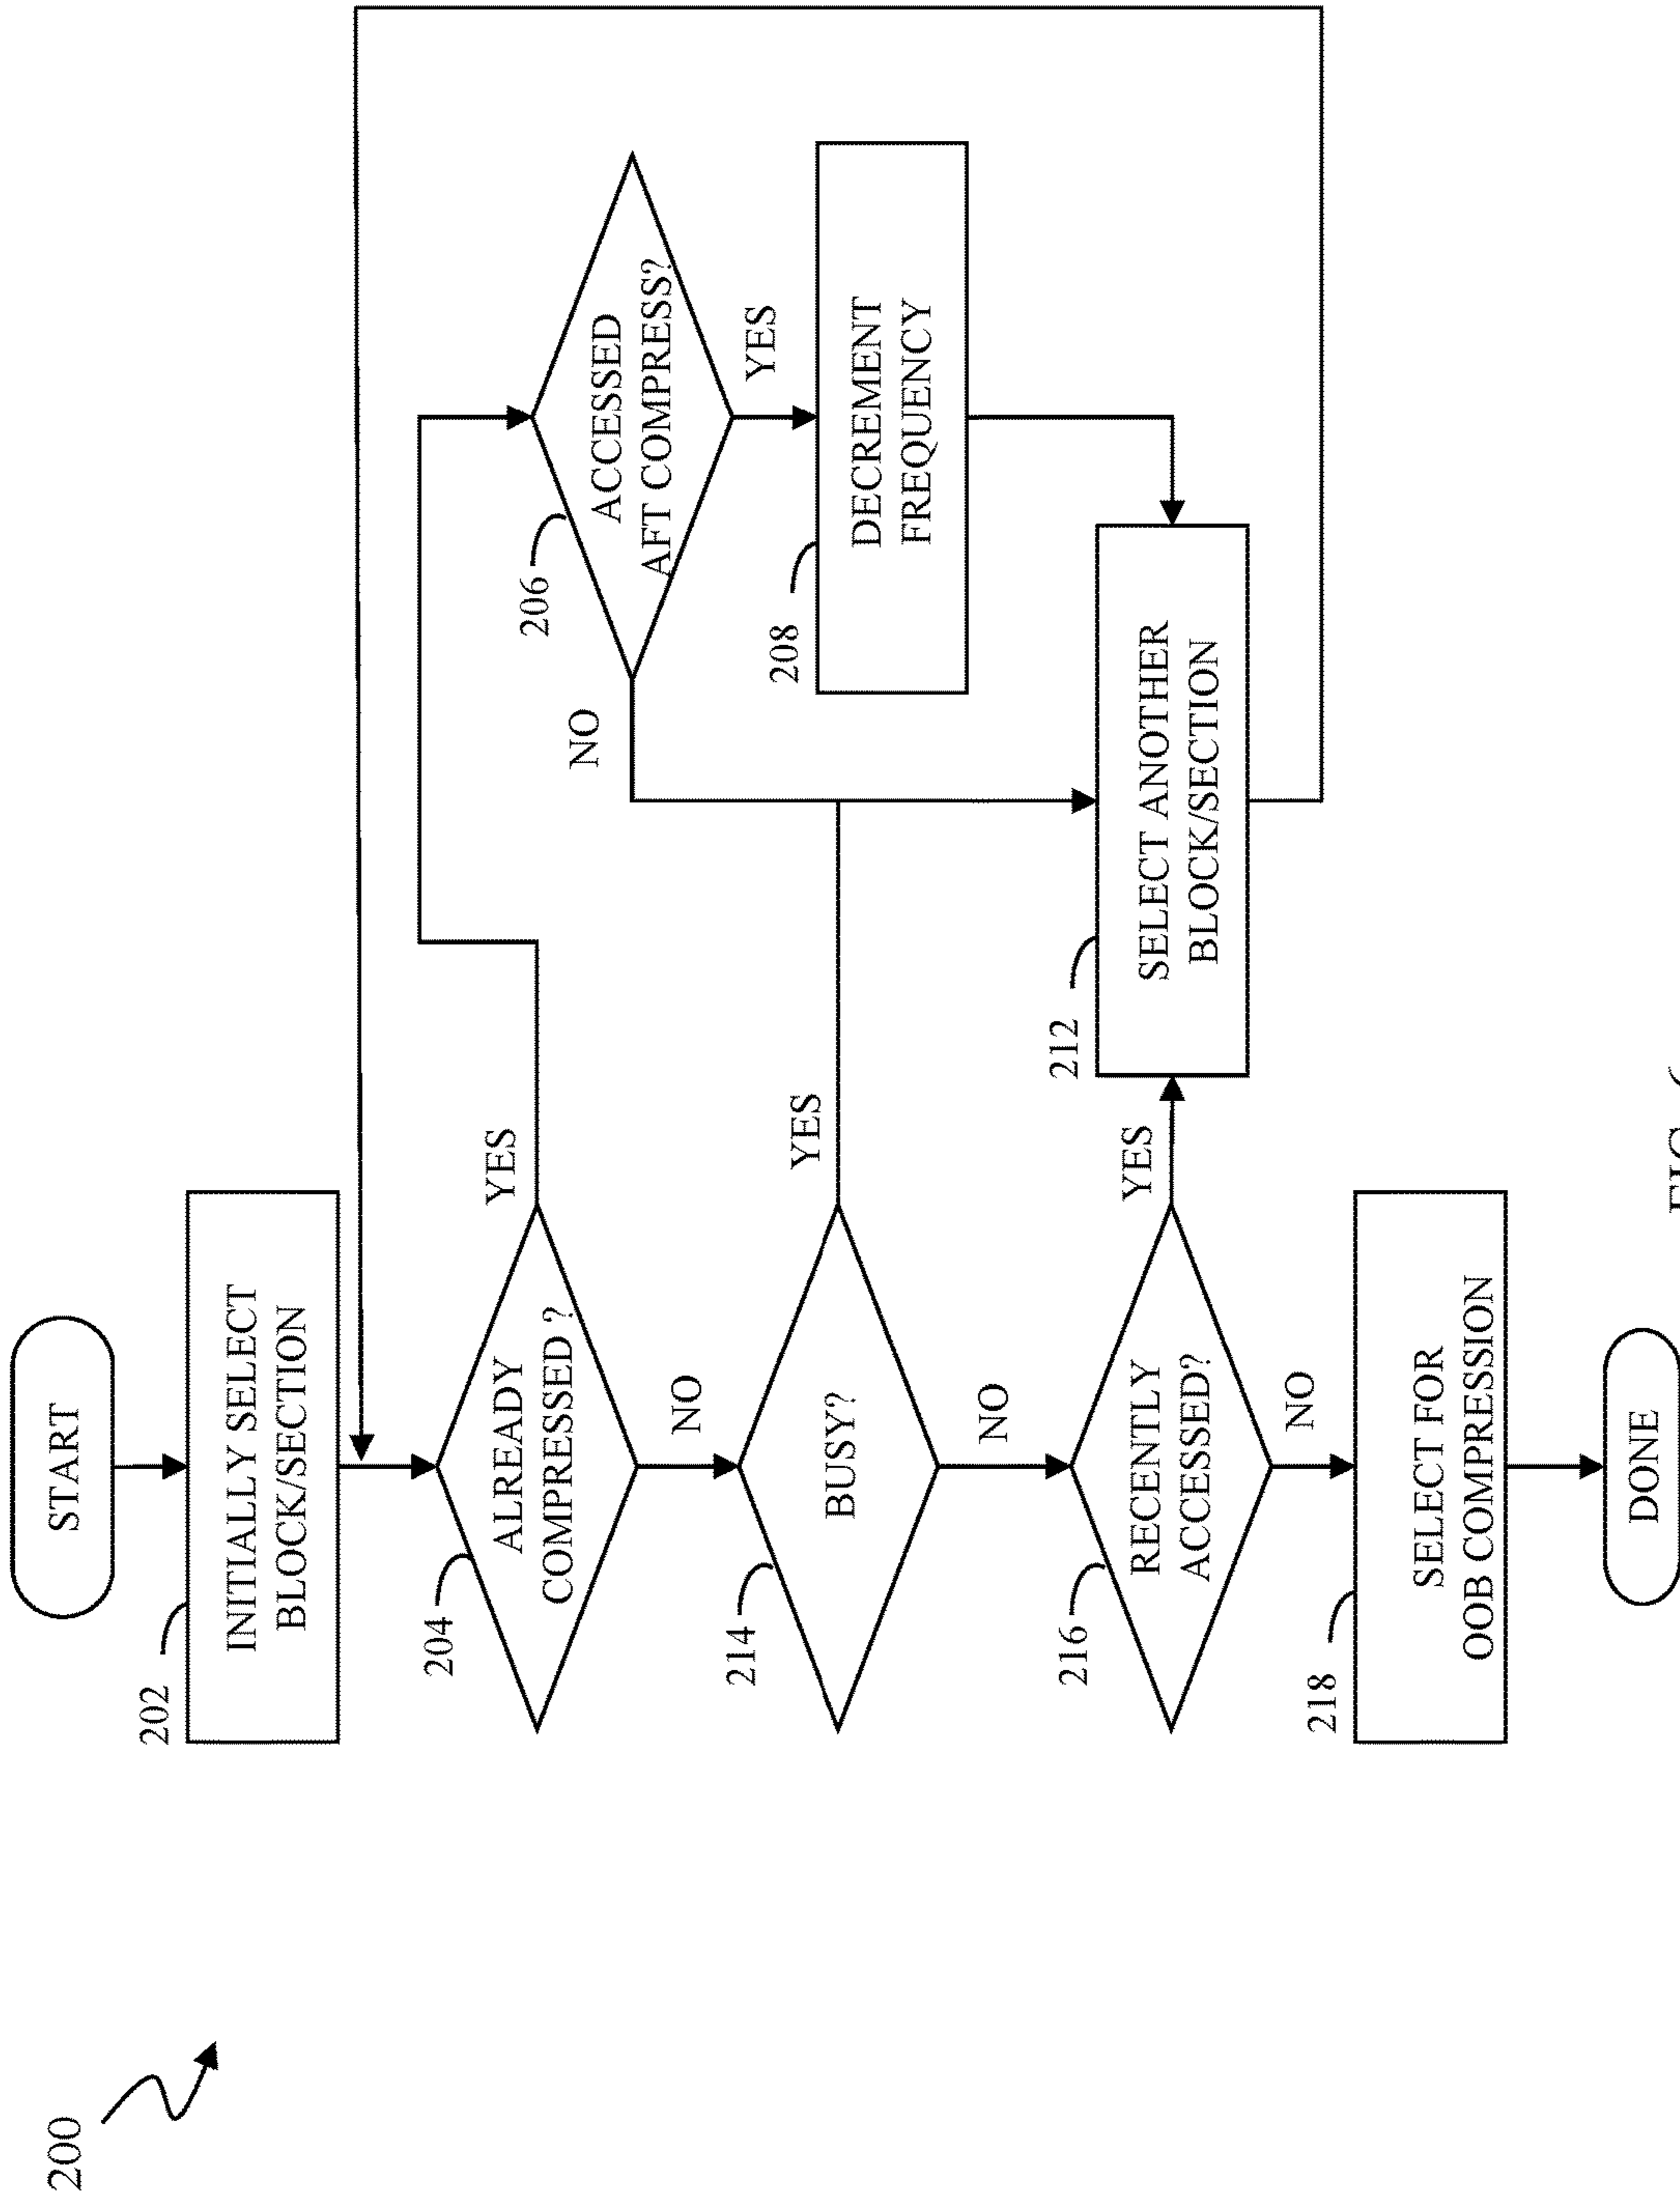 200
START
202
INITIALLY SELECT
BLOCK/SECTION
204
ALREADY
COMPRESSED ?
YES
NO
206
ACCESSED
AFT COMPRESS?
NO
YES
208
DECREMENT
FREQUENCY
214
BUSY?
YES
NO
216
RECENTLY
ACCESSED?
YES
NO
212
SELECT ANOTHER
BLOCK/SECTION
218
SELECT FOR
OOB COMPRESSION
DONE